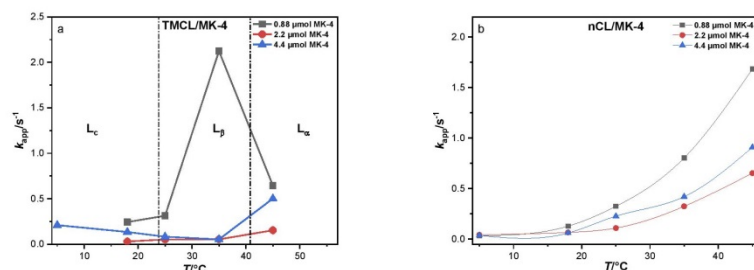 a
TMCL/MK-4
0.88 µmol MK-4
2.2 µmol MK-4
4.4 µmol MK-4
2.5
2.0
1.5
1.0
0.5
0.0
Lc
Lβ
Lα
kapp/s-1
10
20
30
40
50
T/°C
b
nCL/MK-4
0.88 µmol MK-4
2.2 µmol MK-4
4.4 µmol MK-4
2.0
1.5
1.0
0.5
0.0
kapp/s-1
10
20
30
40
T/°C